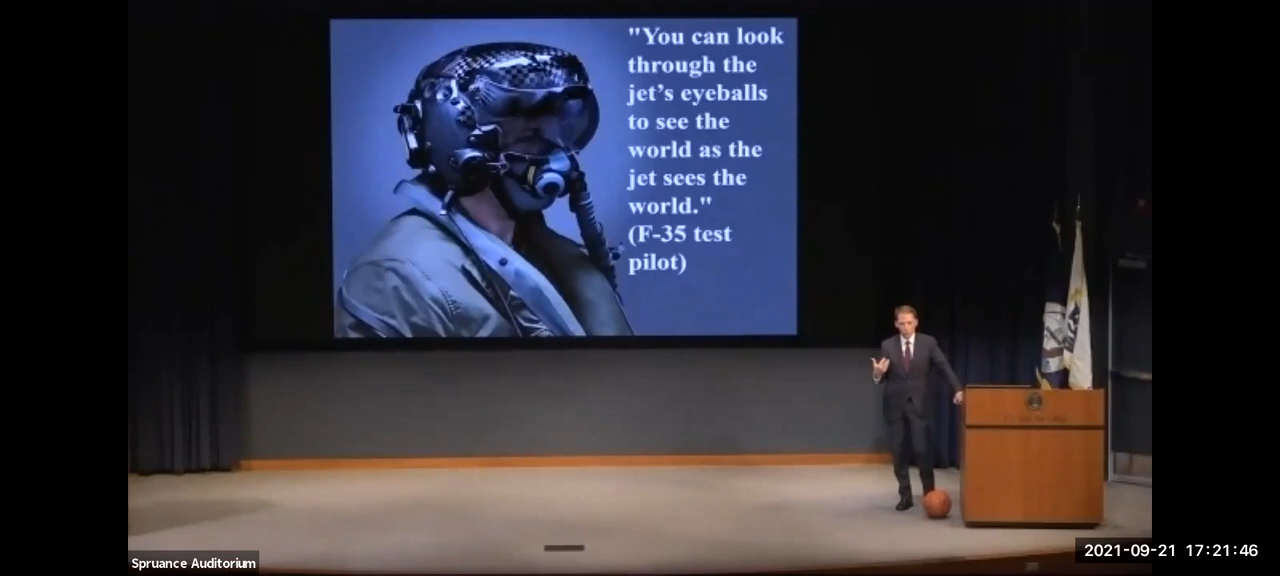 "You can look
through the
jet's eyeballs
to see the
world as the
jet sees the
world."
(F-35 test
pilot)
Spruance Auditorium
2021-09-21 17:21:46